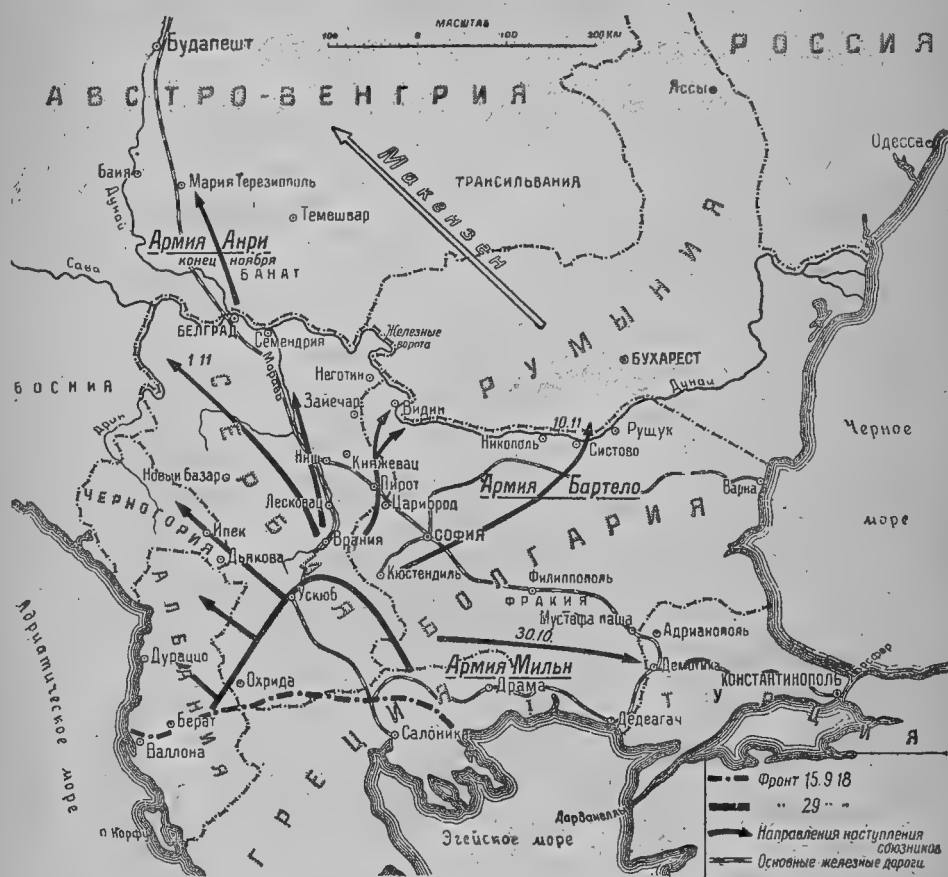 МАСШТАБ
100 0 100 200 КМ
РОССИЯ
Будапешт
АВСТРО-ВЕНГРИЯ
Яссы
Одесса
Макензен
ТРАНСИЛЬВАНИЯ
Баия
Дунай
Мария Терезиополь
Темешвар
Армия Анри
конец ноября
БАНАТ
Сава
РУМЫНИЯ
БЕЛГРАД
Семендрия
Железные
ворота
Морава
БУХАРЕСТ
1 11
БОСНИЯ
СЕРБИЯ
Неготин
Дунай
Зайечар
Видин
Дрин
10.11
Рущук
Черное
море
Никополь
Систово
Ниш
Княжевац
Новый Базар
Пирот
Армия Бартело
Варна
ЧЕРНОГОРИЯ
Лесковац
Цариброд
Ипек
Врания
СОФИЯ
БОЛГАРИЯ
Дьякова
Кюстендиль
Филиппополь
Ускюб
ФРАКИЯ
Мустафа паша
АЛБАНИЯ
30.10.
Адрианополь
Адриатическое
море
Дураццо
Армия Мильн
Демотика
КОНСТАНТИНОПОЛЬ
Охрида
Драма
ТУРЦИЯ
Берат
Дедеагач
Валлона
Салоники
ГРЕЦИЯ
Дарданеллы
о. Корфу
Эгейское море
Фронт 15.9 18
" 29 " "
Направления наступления
союзников
Основные железные дороги